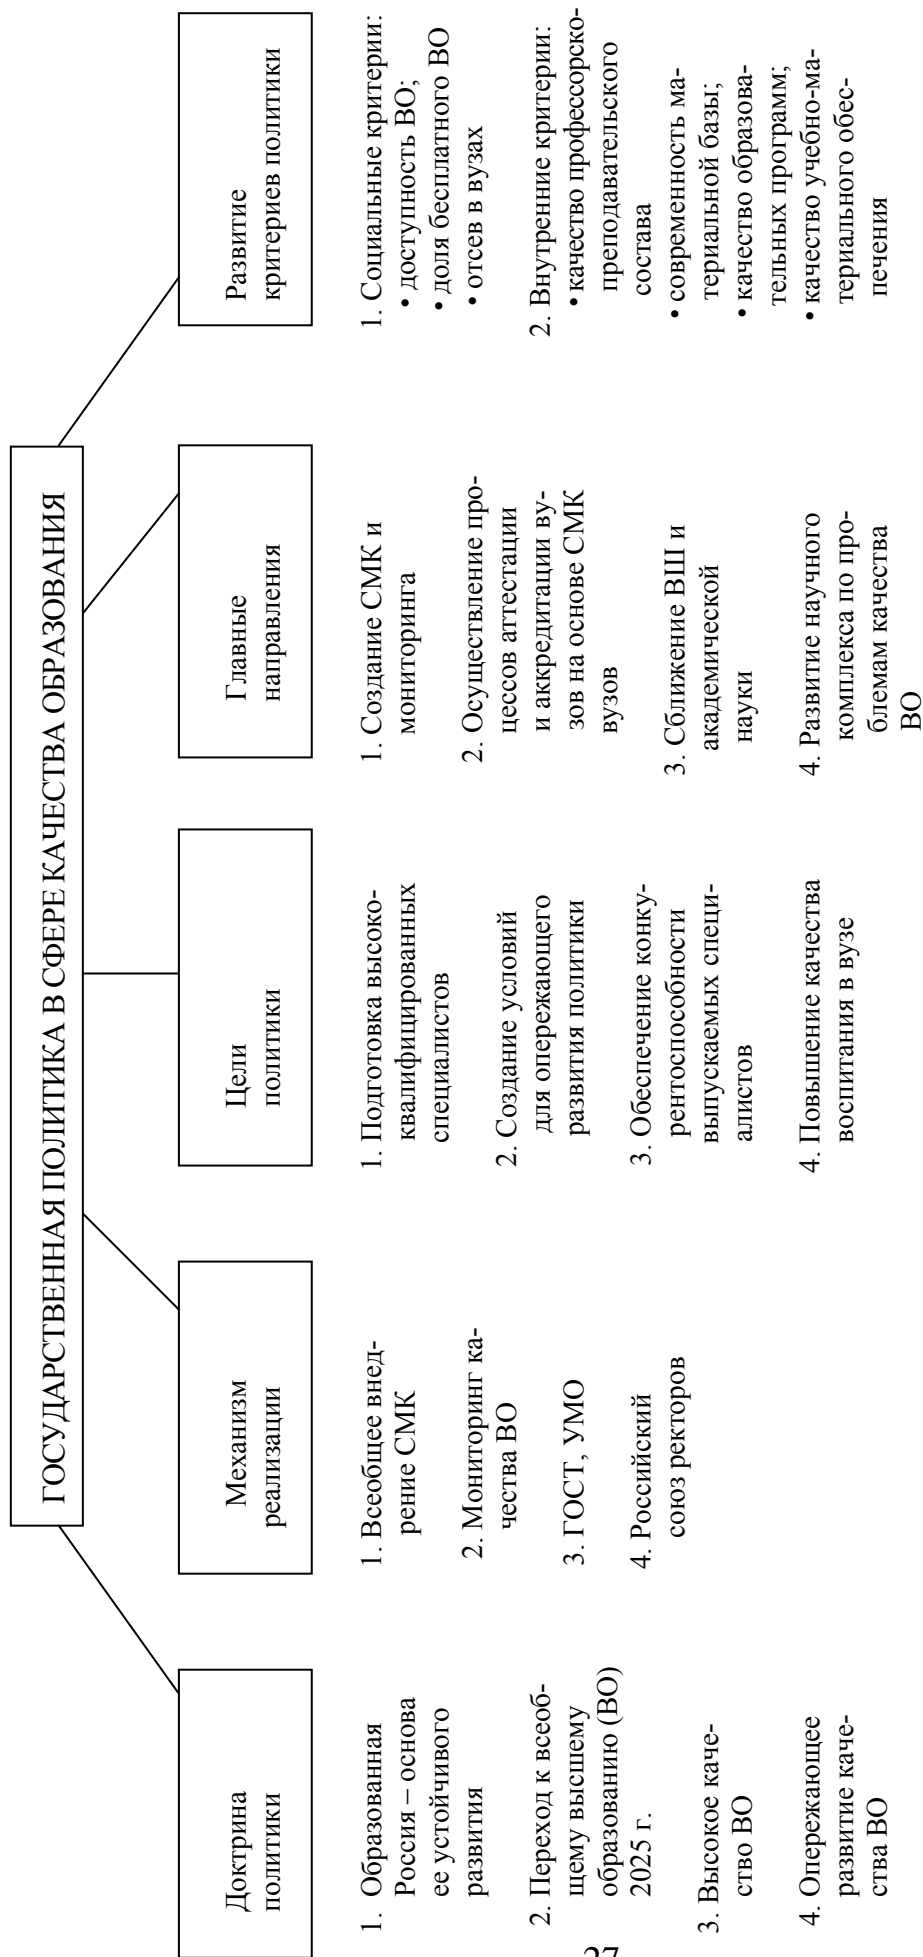 ГОСУДАРСТВЕННАЯ ПОЛИТИКА В СФЕРЕ КАЧЕСТВА ОБРАЗОВАНИЯ
Доктрина
политики
1. Образованная
Россия – основа
ее устойчивого
развития
2. Переход к всеоб-
щему высшему
образованию (ВО)
2025 г.
3. Высокое каче-
ство ВО
4. Опережающее
развитие каче-
ства ВО
Механизм
реализации
1. Всеобщее внед-
рение СМК
2. Мониторинг ка-
чества ВО
3. ГОСТ, УМО
4. Российский
союз ректоров
Цели
политики
1. Подготовка высоко-
квалифицированных
специалистов
2. Создание условий
для опережающего
развития политики
3. Обеспечение конку-
рентоспособности
выпускаемых специ-
алистов
4. Повышение качества
воспитания в вузе
Главные
направления
1. Создание СМК и
мониторинга
2. Осуществление про-
цессов аттестации
и аккредитации ву-
зов на основе СМК
вузов
3. Сближение ВШ и
академической
науки
4. Развитие научного
комплекса по про-
блемам качества
ВО
Развитие
критериев политики
1. Социальные критерии:
• доступность ВО;
• доля бесплатного ВО
• отсев в вузах
2. Внутренние критерии:
• качество профессорско-
преподавательского
состава
• современность ма-
териальной базы;
• качество образова-
тельных программ;
• качество учебно-ма-
териального обес-
печения
27